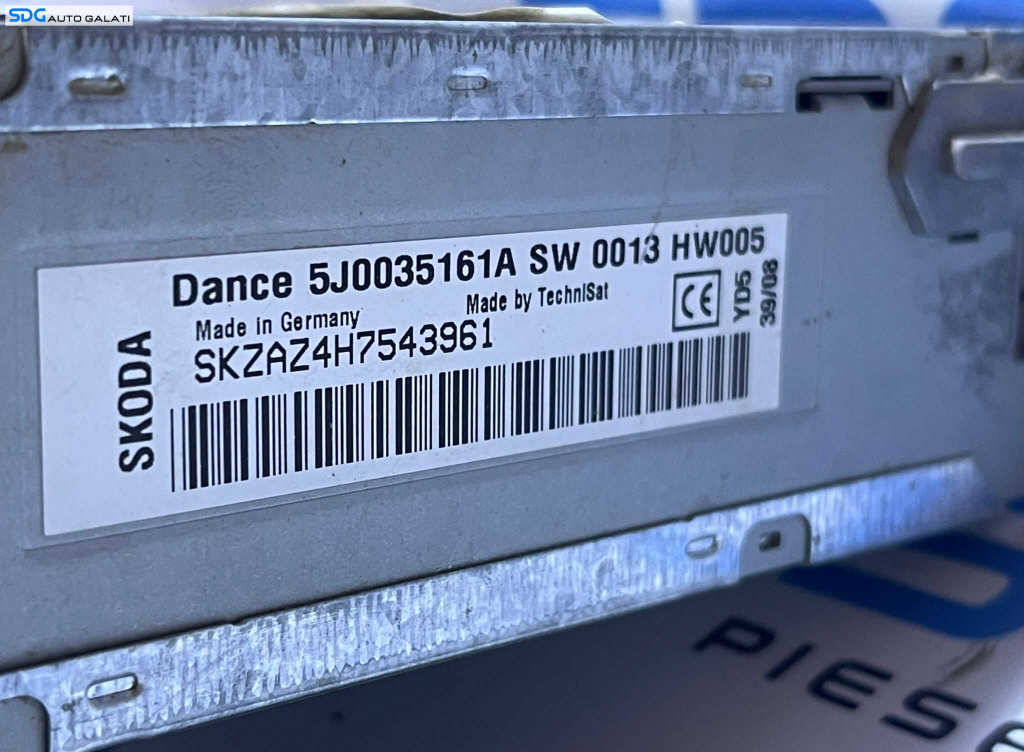 SDG AUTO GALATI
Dance 5J0035161A SW 0013 HW005
Made in Germany Made by TechniSat
SKZAZ4H7543961
SKODA
CE
YD5
39/08
PIES